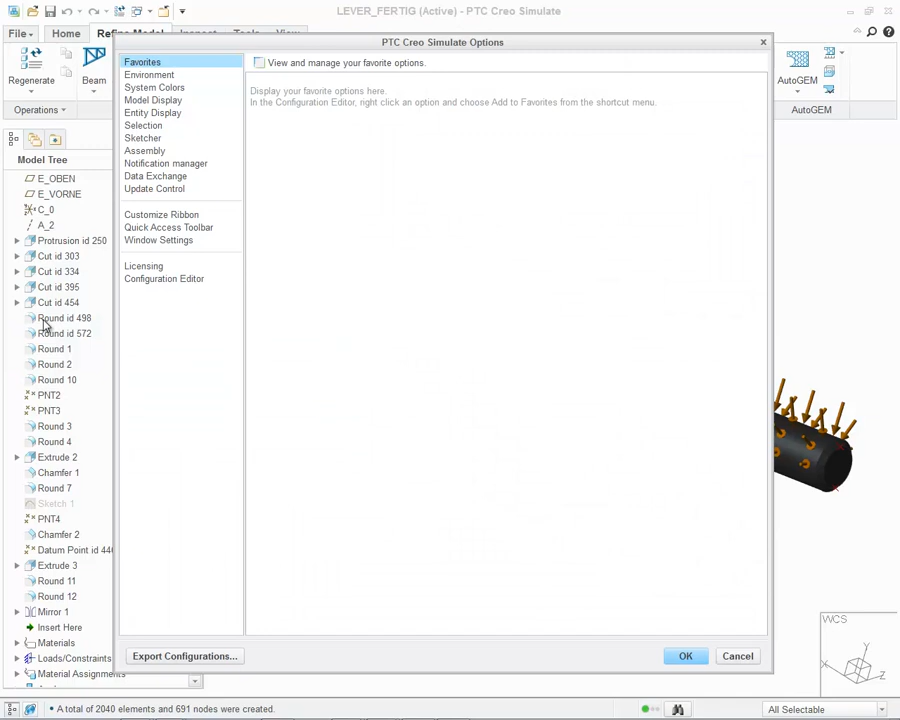 LEVER_FERTIG (Active) - PTC Creo Simulate
File Home Refine Model Inspect Tools View
PTC Creo Simulate Options
Regenerate
Beam
AutoGEM
Operations
AutoGEM
Model Tree
E_OBEN
E_VORNE
C_0
A_2
Protrusion id 250
Cut id 303
Cut id 334
Cut id 395
Cut id 454
Round id 498
Round id 572
Round 1
Round 2
Round 10
PNT2
PNT3
Round 3
Round 4
Extrude 2
Chamfer 1
Round 7
Sketch 1
PNT4
Chamfer 2
Datum Point id 44
Extrude 3
Round 11
Round 12
Mirror 1
Insert Here
Materials
Loads/Constraints
Material Assignments
Favorites
Environment
System Colors
Model Display
Entity Display
Selection
Sketcher
Assembly
Notification manager
Data Exchange
Update Control
Customize Ribbon
Quick Access Toolbar
Window Settings
Licensing
Configuration Editor
View and manage your favorite options.
Display your favorite options here.
In the Configuration Editor, right click an option and choose Add to Favorites from the shortcut menu.
Export Configurations...
OK
Cancel
WCS
X
Y
Z
A total of 2040 elements and 691 nodes were created.
All Selectable